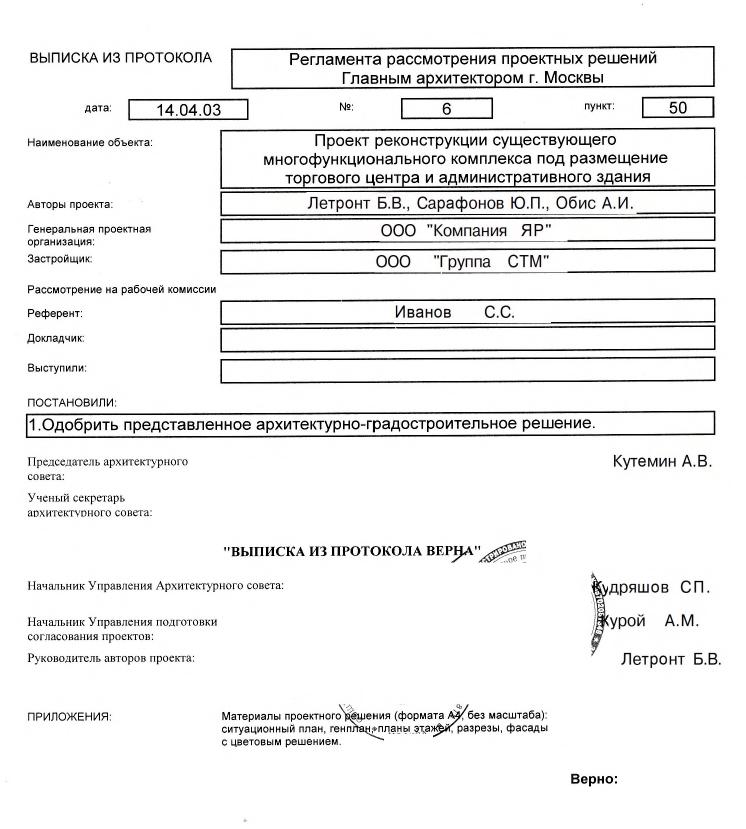 ВЫПИСКА ИЗ ПРОТОКОЛА
Регламента рассмотрения проектных решений
Главным архитектором г. Москвы
дата: 14.04.03 №: 6 пункт: 50
Наименование объекта:
Проект реконструкции существующего
многофункционального комплекса под размещение
торгового центра и административного здания
Авторы проекта: Летронт Б.В., Сарафонов Ю.П., Обис А.И.
Генеральная проектная
организация:
ООО "Компания ЯР"
Застройщик: ООО "Группа СТМ"
Рассмотрение на рабочей комиссии
Референт: Иванов С.С.
Докладчик:
Выступили:
ПОСТАНОВИЛИ:
1.Одобрить представленное архитектурно-градостроительное решение.
Председатель архитектурного
совета:
Кутемин А.В.
Ученый секретарь
архитектурного совета:
"ВЫПИСКА ИЗ ПРОТОКОЛА ВЕРНА"
Начальник Управления Архитектурного совета: Кудряшов СП.
Начальник Управления подготовки
согласования проектов:
Курой А.М.
Руководитель авторов проекта: Летронт Б.В.
ПРИЛОЖЕНИЯ:
Материалы проектного решения (формата А4, без масштаба):
ситуационный план, генплан, планы этажей, разрезы, фасады
с цветовым решением.
Верно: